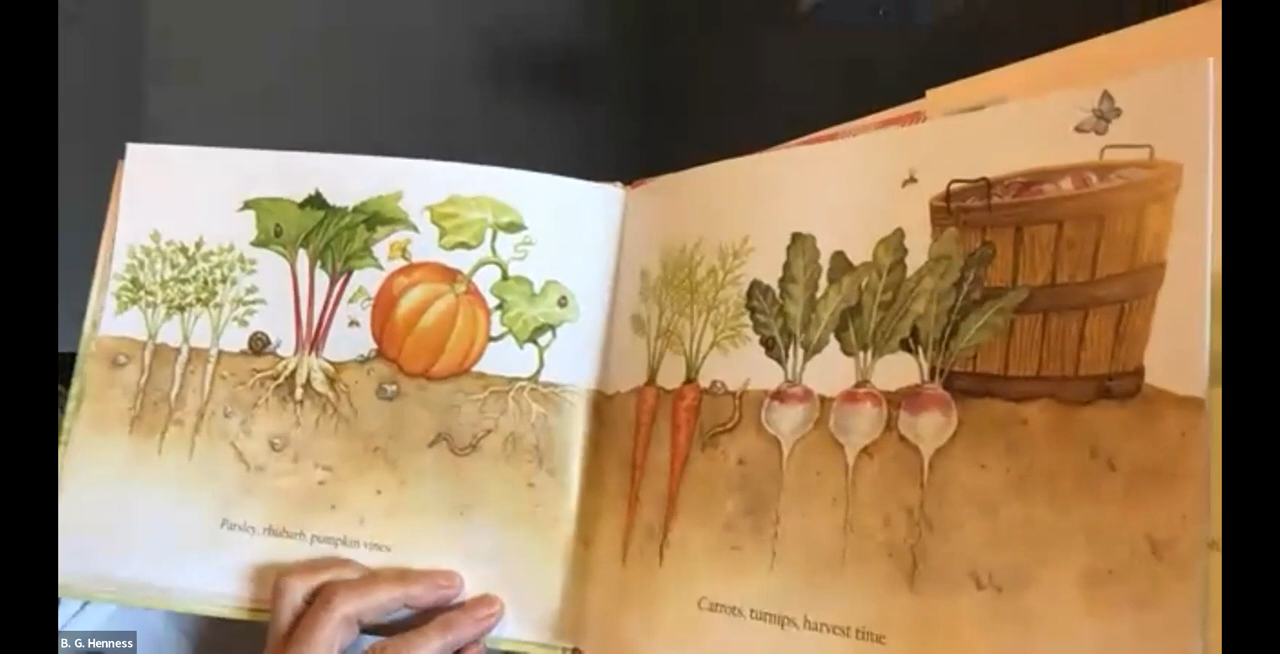 Parsley, rhubarb, pumpkin vines
Carrots, turnips, harvest time
B. G. Henness